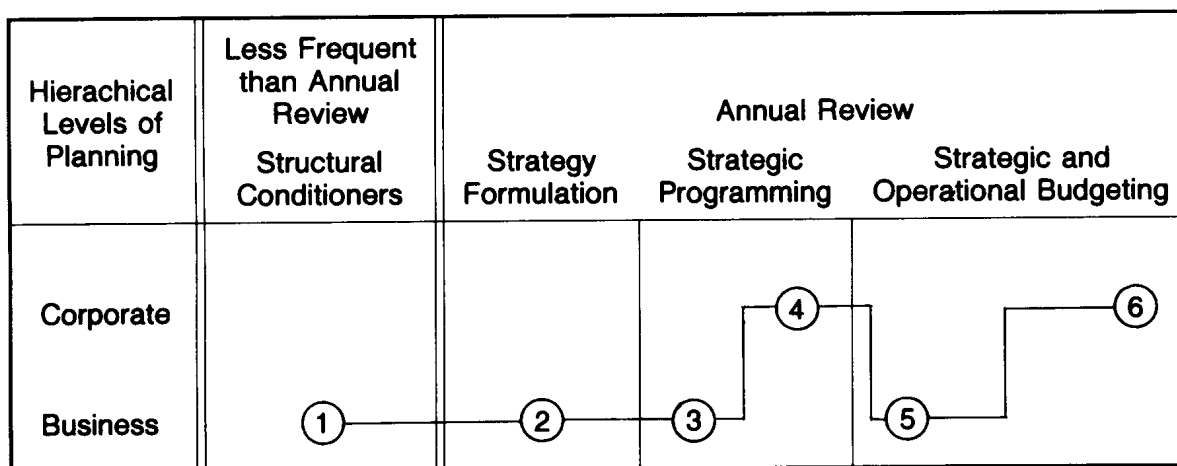 Hierachical
Levels of
Planning
Less Frequent
than Annual
Review
Structural
Conditioners
Annual Review
Strategy
Formulation
Strategic
Programming
Strategic and
Operational Budgeting
Corporate
4
6
Business
1
2
3
5